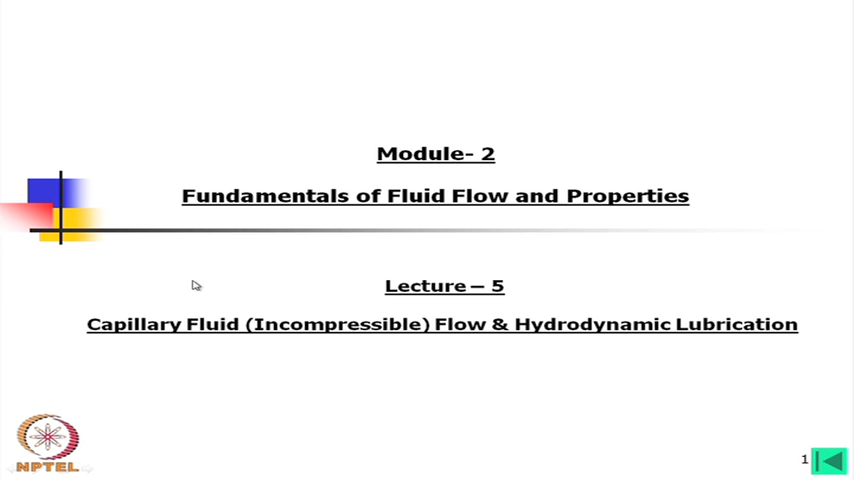 Module- 2
Fundamentals of Fluid Flow and Properties
Lecture – 5
Capillary Fluid (Incompressible) Flow & Hydrodynamic Lubrication
NPTEL
1